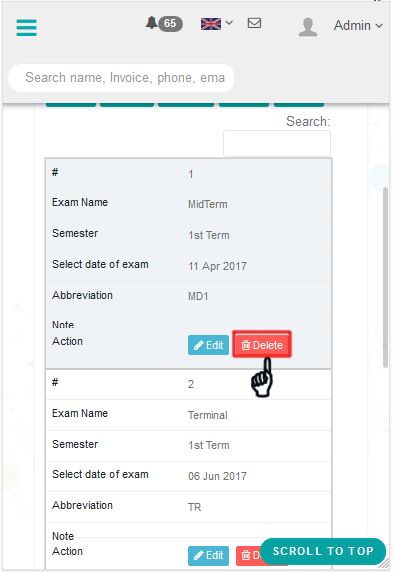 65
Admin
Search name, Invoice, phone, ema
Search:
# 1
Exam Name MidTerm
Semester 1st Term
Select date of exam 11 Apr 2017
Abbreviation MD1
Note
Action Edit Delete
# 2
Exam Name Terminal
Semester 1st Term
Select date of exam 06 Jun 2017
Abbreviation TR
Note
Action Edit D
SCROLL TO TOP